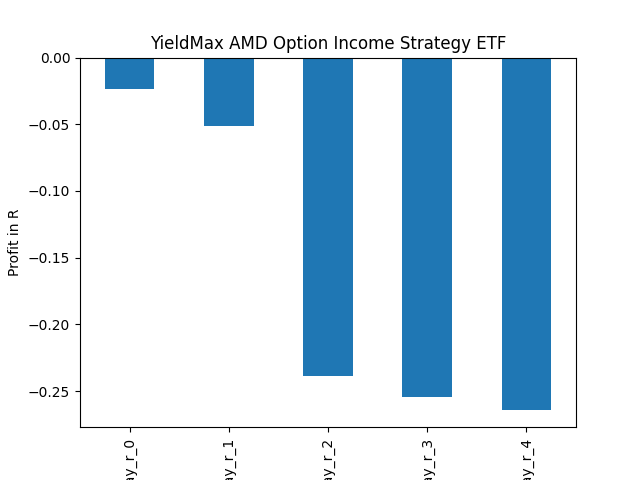 YieldMax AMD Option Income Strategy ETF
Profit in R
0.00
−0.05
−0.10
−0.15
−0.20
−0.25
ay_r_0
ay_r_1
ay_r_2
ay_r_3
ay_r_4